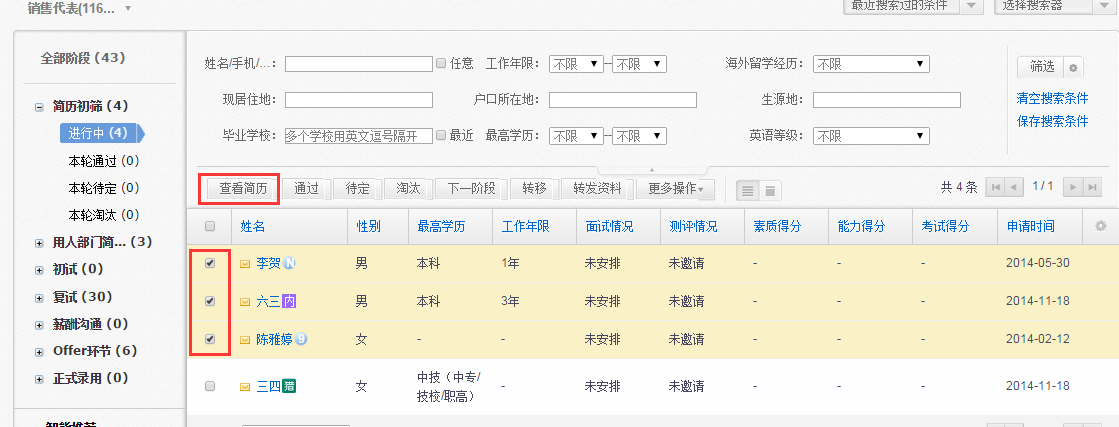 销售代表(116...
最近搜索过的条件 选择搜索器
全部阶段 (43)
简历初筛 (4)
进行中 (4)
本轮通过 (0)
本轮待定 (0)
本轮淘汰 (0)
用人部门简... (3)
初试 (0)
复试 (30)
薪酬沟通 (0)
Offer环节 (6)
正式录用 (0)
智能推荐
姓名/手机/...: 任意 工作年限: 不限 -- 不限 海外留学经历: 不限
现居住地: 户口所在地: 生源地:
毕业学校: 多个学校用英文逗号隔开 最近 最高学历: 不限 -- 不限 英语等级: 不限
筛选
清空搜索条件
保存搜索条件
查看简历 通过 待定 淘汰 下一阶段 转移 转发资料 更多操作 共 4 条 1 / 1
姓名 性别 最高学历 工作年限 面试情况 测评情况 素质得分 能力得分 考试得分 申请时间
李贺 N 男 本科 1年 未安排 未邀请 - - - 2014-05-30
六三 内 男 本科 3年 未安排 未邀请 - - - 2014-11-18
陈雅婷 9 女 - - 未安排 未邀请 - - - 2014-02-12
三四 猎 女 中技（中专/技校/职高） - 未安排 未邀请 - - - 2014-11-18